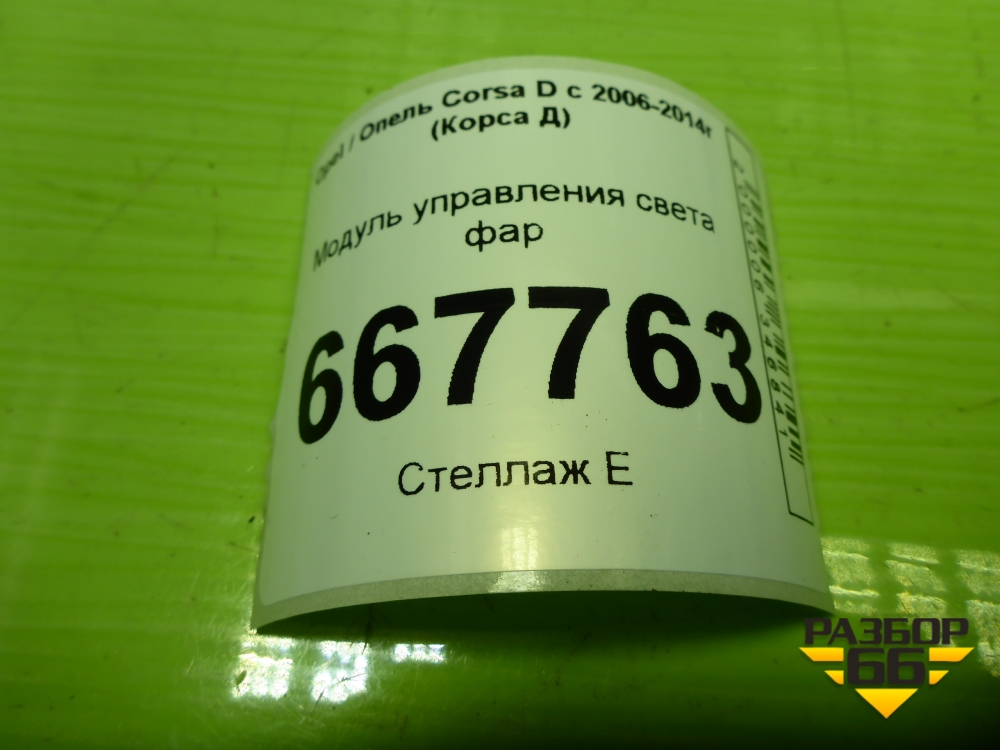 Opel / Опель Corsa D с 2006-2014г
(Корса Д)
Модуль управления света
фар
667763
Стеллаж Е
РАЗБОР
66